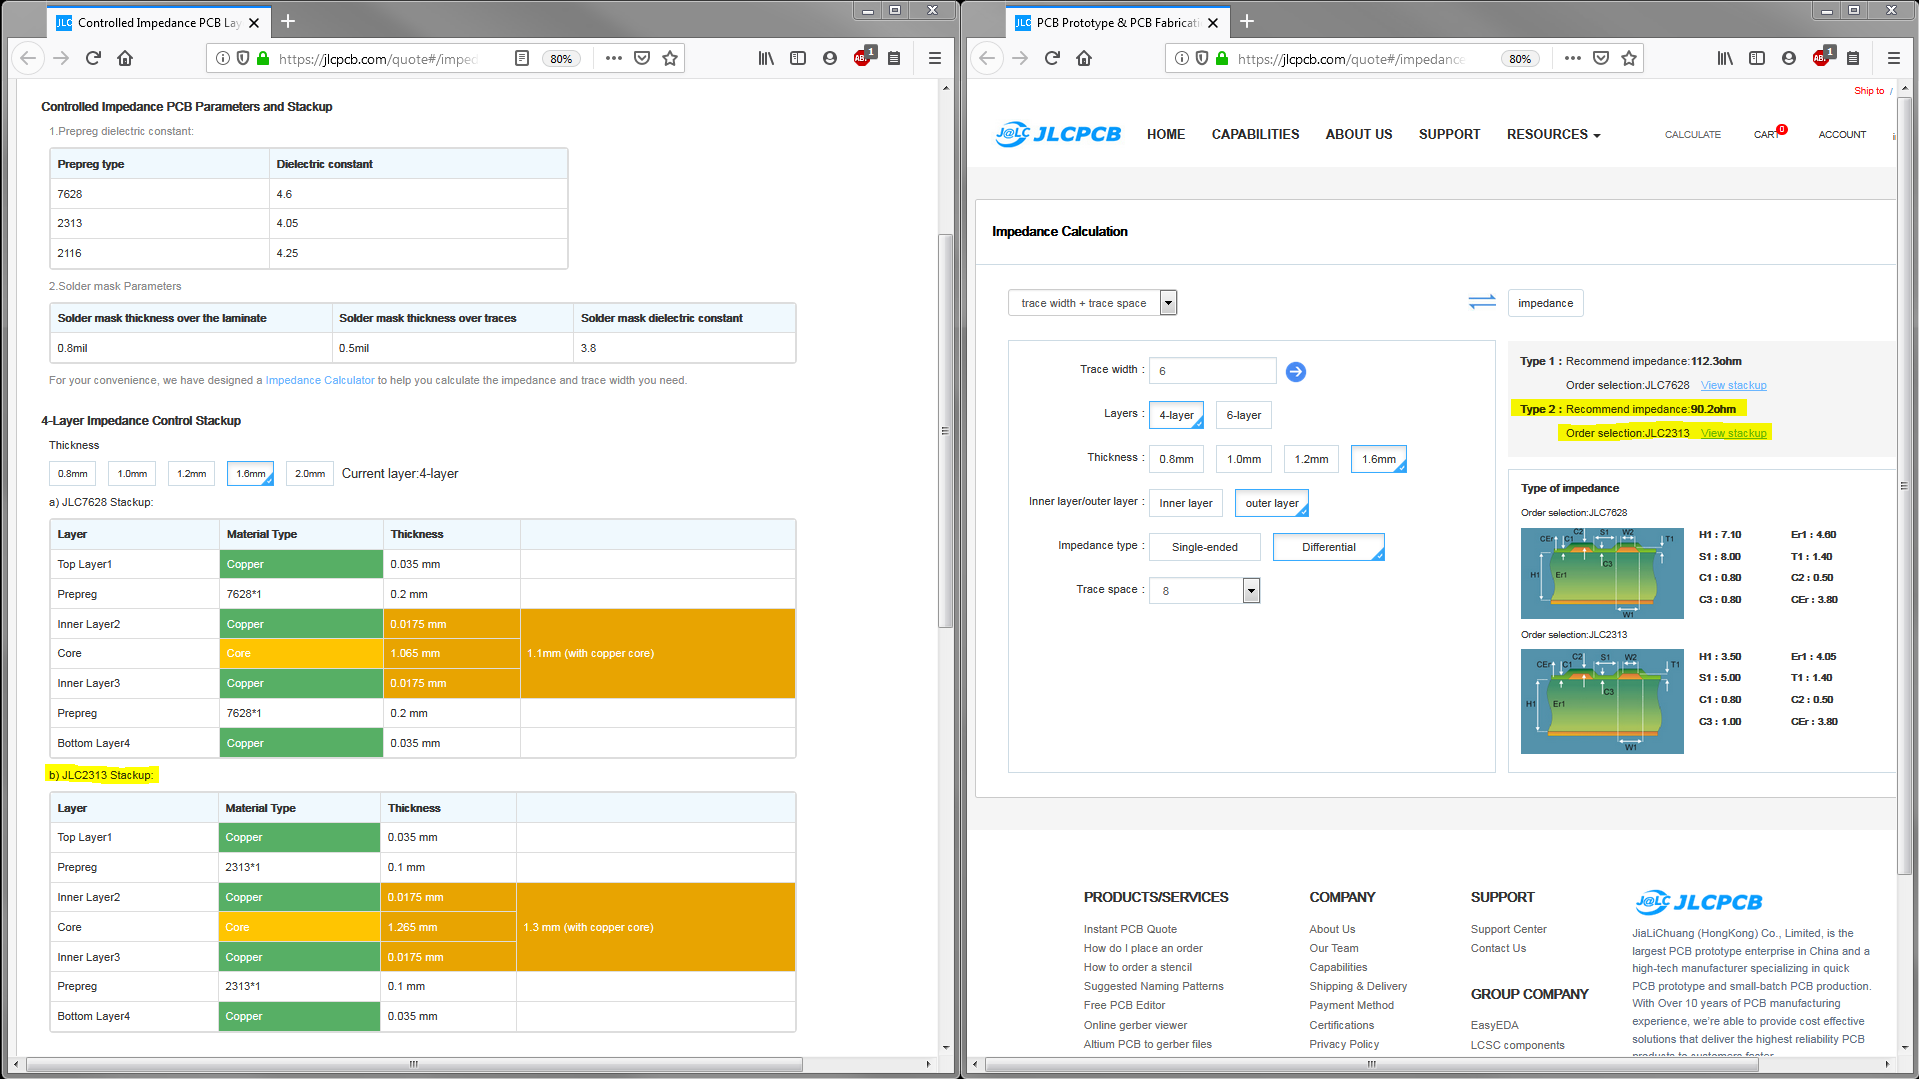 Controlled Impedance PCB Lay
https://jlcpcb.com/quote#/imped
80%
1
Controlled Impedance PCB Parameters and Stackup
1.Prepreg dielectric constant:
Prepreg type Dielectric constant
7628 4.6
2313 4.05
2116 4.25
2.Solder mask Parameters
Solder mask thickness over the laminate Solder mask thickness over traces Solder mask dielectric constant
0.8mil 0.5mil 3.8
For your convenience, we have designed a Impedance Calculator to help you calculate the impedance and trace width you need.
4-Layer Impedance Control Stackup
Thickness
0.8mm 1.0mm 1.2mm 1.6mm 2.0mm Current layer:4-layer
a) JLC7628 Stackup:
Layer Material Type Thickness
Top Layer1 Copper 0.035 mm
Prepreg 7628*1 0.2 mm
Inner Layer2 Copper 0.0175 mm
Core Core 1.065 mm 1.1mm (with copper core)
Inner Layer3 Copper 0.0175 mm
Prepreg 7628*1 0.2 mm
Bottom Layer4 Copper 0.035 mm
b) JLC2313 Stackup:
Layer Material Type Thickness
Top Layer1 Copper 0.035 mm
Prepreg 2313*1 0.1 mm
Inner Layer2 Copper 0.0175 mm
Core Core 1.265 mm 1.3 mm (with copper core)
Inner Layer3 Copper 0.0175 mm
Prepreg 2313*1 0.1 mm
Bottom Layer4 Copper 0.035 mm
PCB Prototype & PCB Fabricati
https://jlcpcb.com/quote#/impedance
80%
1
Ship to /
J@LC JLCPCB HOME CAPABILITIES ABOUT US SUPPORT RESOURCES CALCULATE CART 0 ACCOUNT
Impedance Calculation
trace width + trace space impedance
Trace width : 6
Layers : 4-layer 6-layer
Thickness : 0.8mm 1.0mm 1.2mm 1.6mm
Inner layer/outer layer : Inner layer outer layer
Impedance type : Single-ended Differential
Trace space : 8
Type 1 : Recommend impedance:112.3ohm
Order selection:JLC7628 View stackup
Type 2 : Recommend impedance:90.2ohm
Order selection:JLC2313 View stackup
Type of impedance
Order selection:JLC7628
CEr C1 C2 S1 W2 T1
H1 Er1 C3
W1
H1 : 7.10 Er1 : 4.60
S1 : 8.00 T1 : 1.40
C1 : 0.80 C2 : 0.50
C3 : 0.80 CEr : 3.80
Order selection:JLC2313
CEr C1 C2 S1 W2 T1
H1 Er1 C3
W1
H1 : 3.50 Er1 : 4.05
S1 : 5.00 T1 : 1.40
C1 : 0.80 C2 : 0.50
C3 : 1.00 CEr : 3.80
PRODUCTS/SERVICES
Instant PCB Quote
How do I place an order
How to order a stencil
Suggested Naming Patterns
Free PCB Editor
Online gerber viewer
Altium PCB to gerber files
COMPANY
About Us
Our Team
Capabilities
Shipping & Delivery
Payment Method
Certifications
Privacy Policy
SUPPORT
Support Center
Contact Us
GROUP COMPANY
EasyEDA
LCSC components
J@LC JLCPCB
JiaLiChuang (HongKong) Co., Limited, is the
largest PCB prototype enterprise in China and a
high-tech manufacturer specializing in quick
PCB prototype and small-batch PCB production.
With Over 10 years of PCB manufacturing
experience, we're able to provide cost effective
solutions that deliver the highest reliability PCB
products to customers faster.